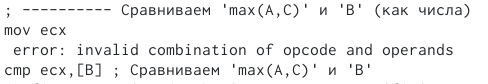 ; ---------- Сравниваем 'max(A,C)' и 'B' (как числа)
mov ecx
error: invalid combination of opcode and operands
cmp ecx,[B] ; Сравниваем 'max(A,C)' и 'B'